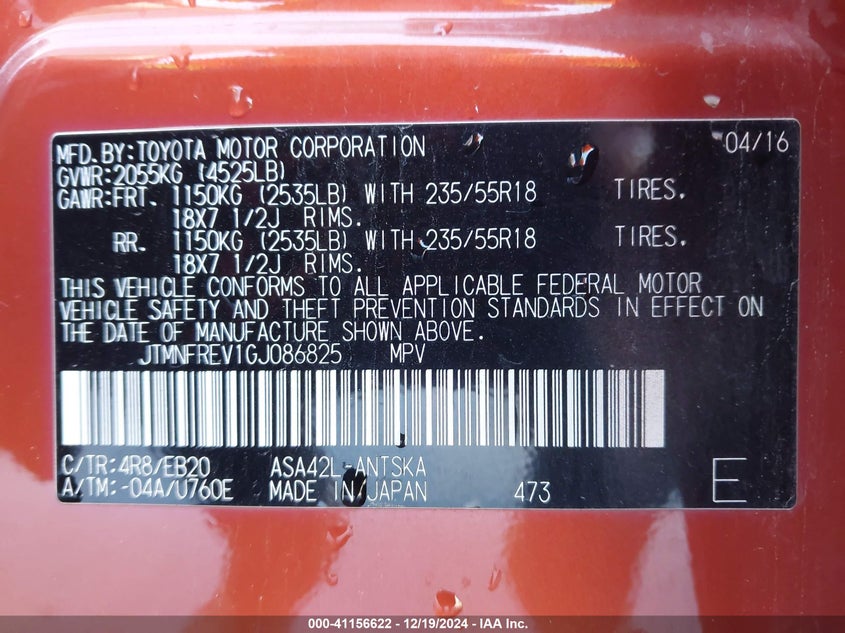 MFD.BY:TOYOTA MOTOR CORPORATION 04/16
GVWR:2055KG (4525LB)
GAWR:FRT. 1150KG (2535LB) WITH 235/55R18 TIRES.
18X7 1/2J RIMS.
RR. 1150KG (2535LB) WITH 235/55R18 TIRES.
18X7 1/2J RIMS.
THIS VEHICLE CONFORMS TO ALL APPLICABLE FEDERAL MOTOR
VEHICLE SAFETY AND THEFT PREVENTION STANDARDS IN EFFECT ON
THE DATE OF MANUFACTURE SHOWN ABOVE.
JTMNFREV1GJ086825 MPV
C/TR:4R8/EB20 ASA42L-ANTSKA
A/TM:-04A/U760E MADE IN JAPAN 473 E
000-41156622 - 12/19/2024 - IAA Inc.